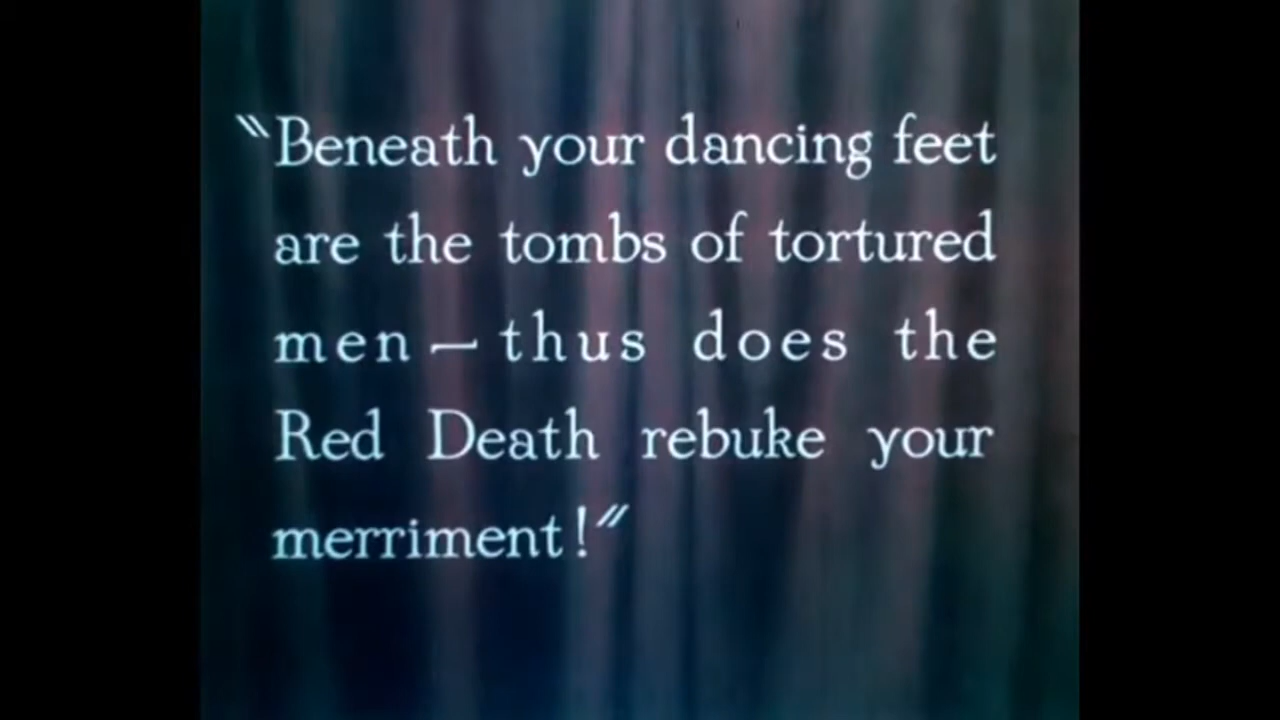 "Beneath your dancing feet
are the tombs of tortured
men — thus does the
Red Death rebuke your
merriment!"